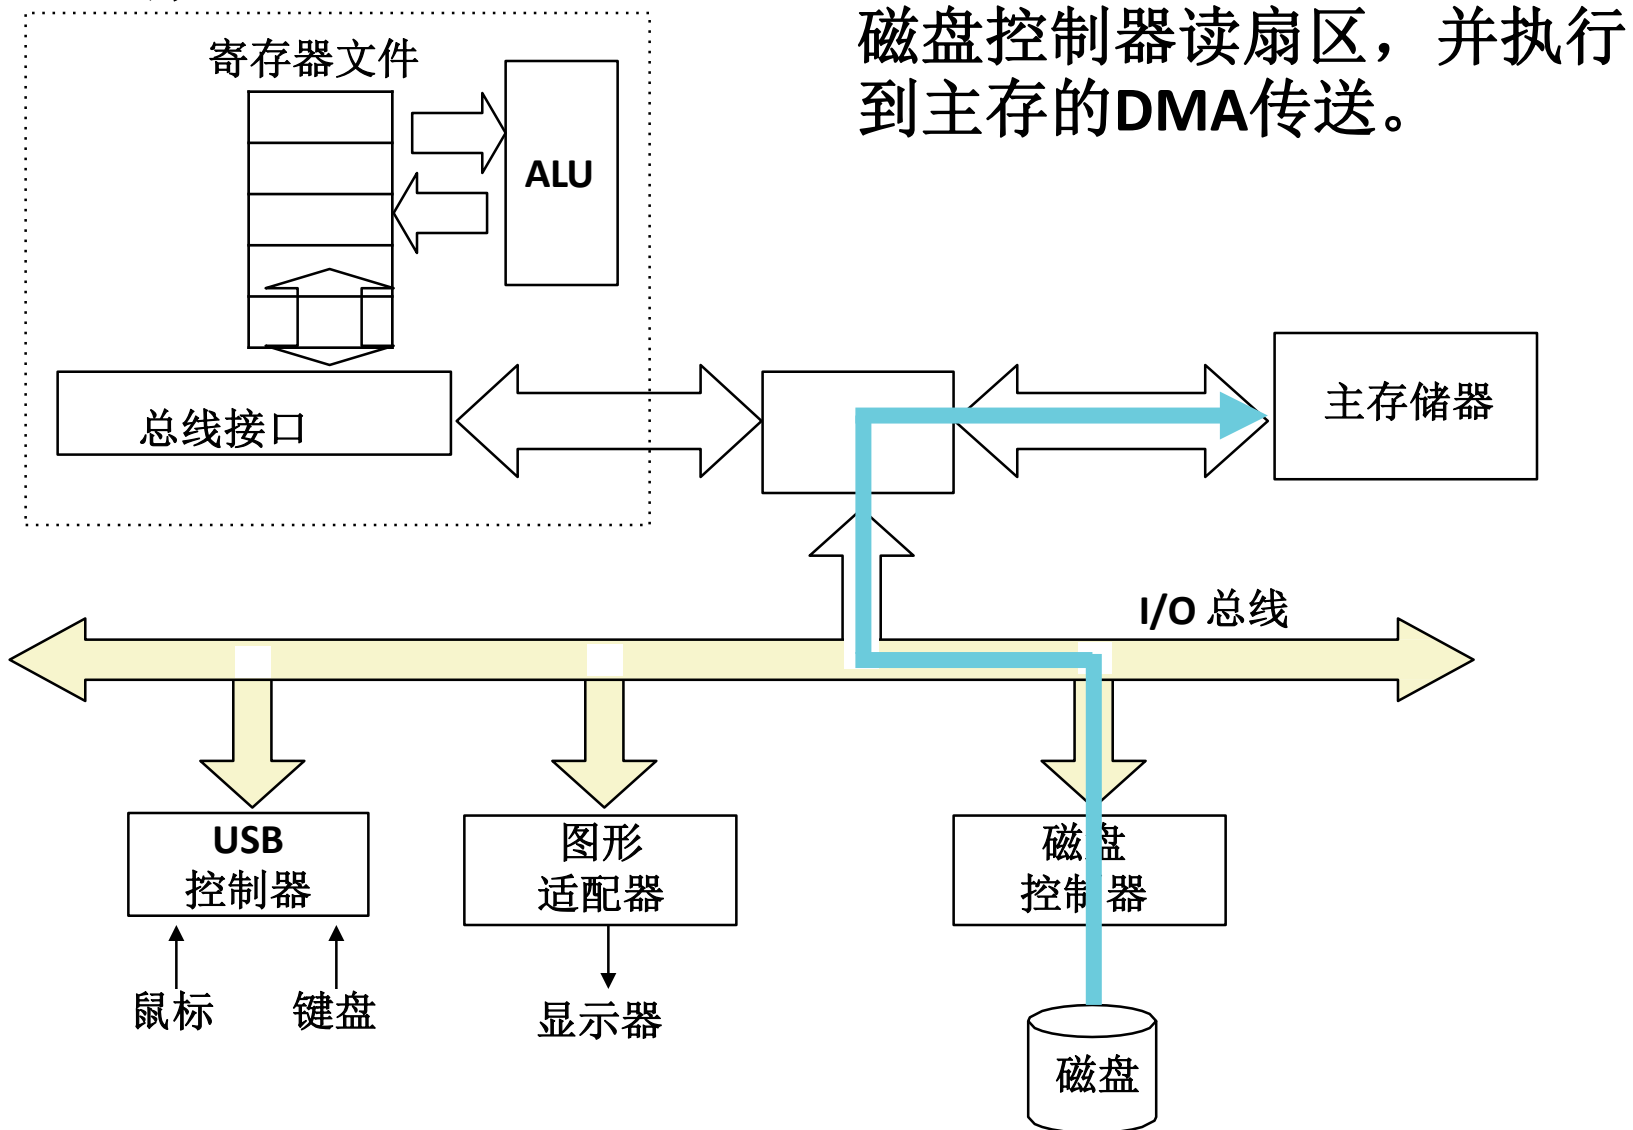 磁盘控制器读扇区，并执行
到主存的DMA传送。
寄存器文件
ALU
总线接口
主存储器
I/O 总线
USB
控制器
图形
适配器
磁盘
控制器
鼠标
键盘
显示器
磁盘